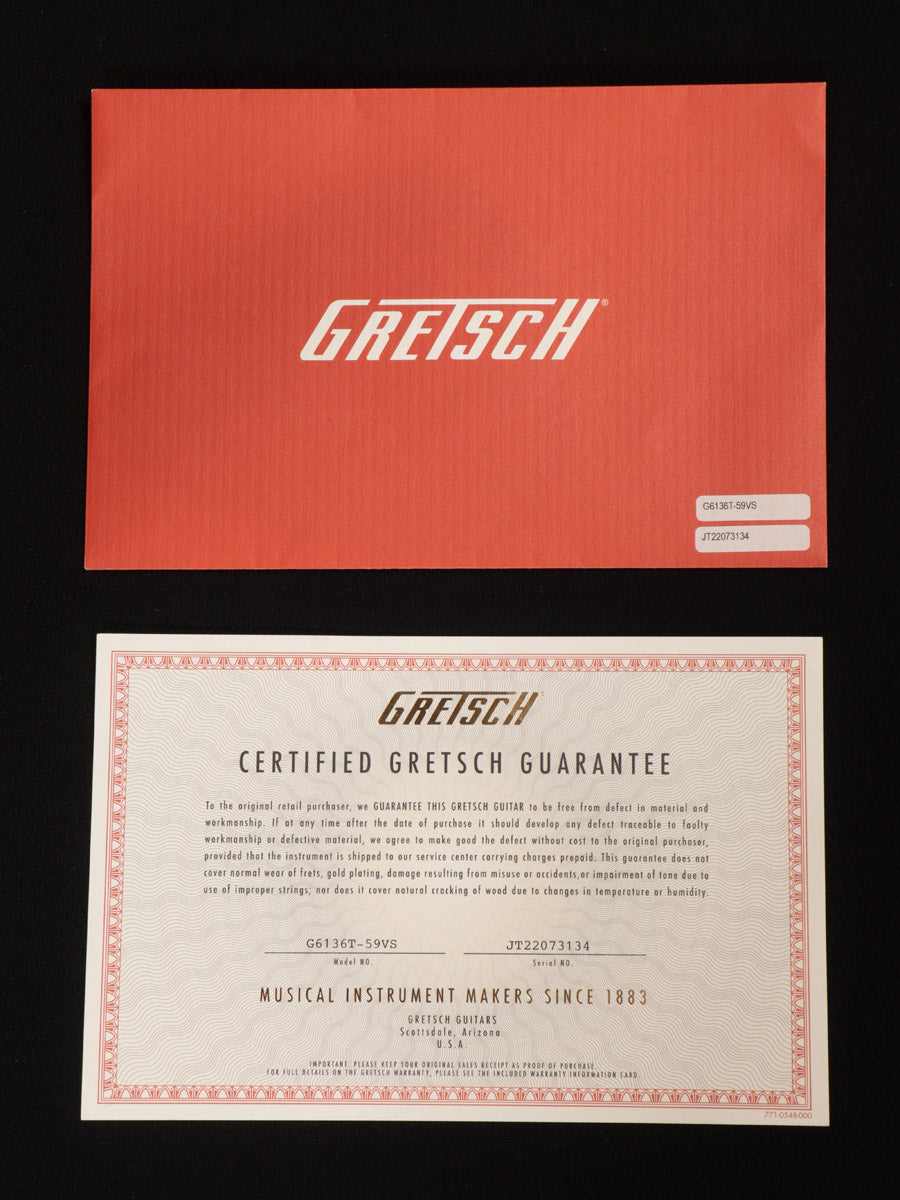 GRETSCH®
G6136T-59VS
JT22073134
GRETSCH
CERTIFIED GRETSCH GUARANTEE
To the original retail purchaser, we GUARANTEE THIS GRETSCH GUITAR to be free from defect in material and
workmanship. If at any time after the date of purchase it should develop any defect traceable to faulty
workmanship or defective material, we agree to make good the defect without cost to the original purchaser,
provided that the instrument is shipped to our service center carrying charges prepaid. This guarantee does not
cover normal wear of frets, gold plating, damage resulting from misuse or accidents,or impairment of tone due to
use of improper strings; nor does it cover natural cracking of wood due to changes in temperature or humidity.
G6136T-59VS JT22073134
Model NO. Serial NO.
MUSICAL INSTRUMENT MAKERS SINCE 1883
GRETSCH GUITARS
Scottsdale, Arizona
U.S.A.
IMPORTANT: PLEASE KEEP YOUR ORIGINAL SALES RECEIPT AS PROOF OF PURCHASE.
FOR FULL DETAILS ON THE GRETSCH WARRANTY, PLEASE SEE THE INCLUDED WARRANTY INFORMATION CARD.
771-0548-000